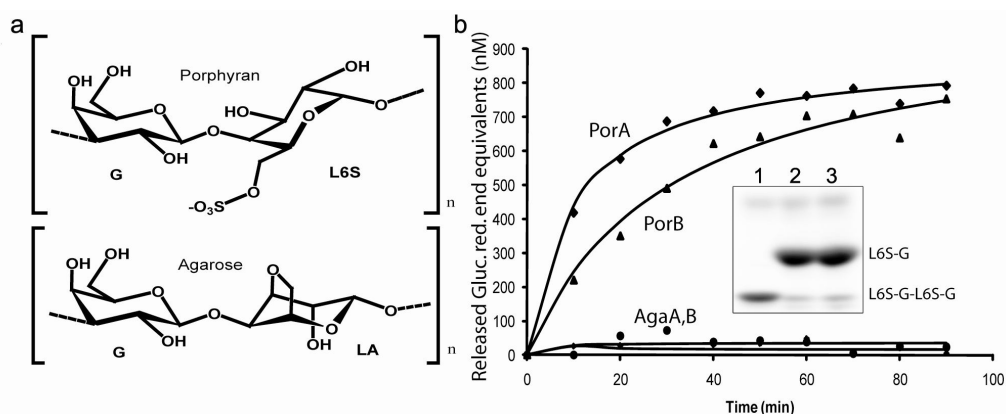 a
Porphyran
OH
OH
O
OH
G
O
HO
OH
O
O
L6S
O
-O₃S
n
Agarose
OH
OH
O
OH
G
O
O
O
OH
LA
O
n
b
Released Gluc.red. end equivalents (nM)
900
800
700
600
500
400
300
200
100
0
PorA
PorB
AgaA,B
1 2 3
L6S-G
L6S-G-L6S-G
0 20 40 60 80 100
Time (min)